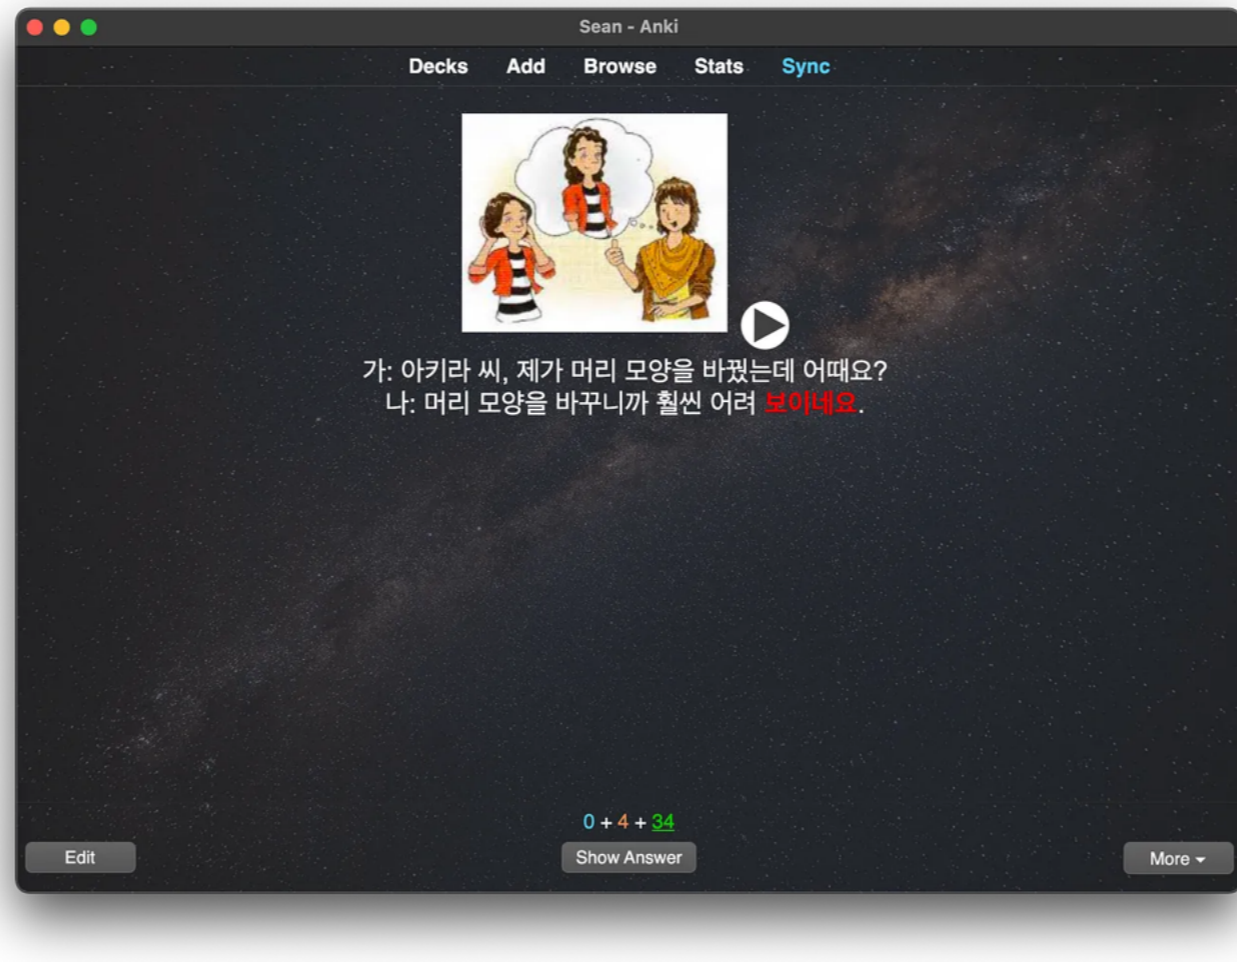 Sean - Anki
Decks Add Browse Stats Sync
가: 아키라 씨, 제가 머리 모양을 바꿨는데 어때요?
나: 머리 모양을 바꾸니까 훨씬 어려 보이네요.
0 + 4 + 34
Edit Show Answer More